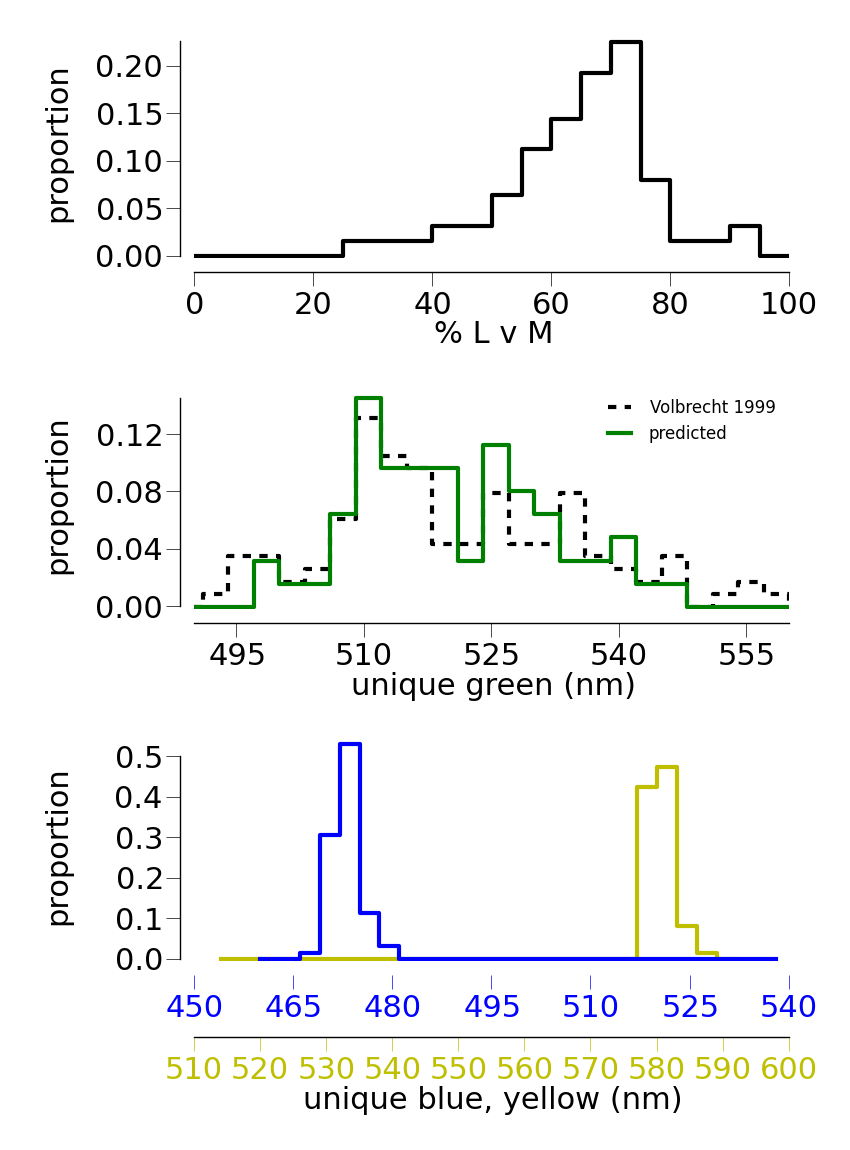 0.20
0.15
0.10
0.05
0.00
proportion
0 20 40 60 80 100
% L v M
Volbrecht 1999
predicted
0.12
0.08
0.04
0.00
proportion
495 510 525 540 555
unique green (nm)
0.5
0.4
0.3
0.2
0.1
0.0
proportion
450 465 480 495 510 525 540
510 520 530 540 550 560 570 580 590 600
unique blue, yellow (nm)